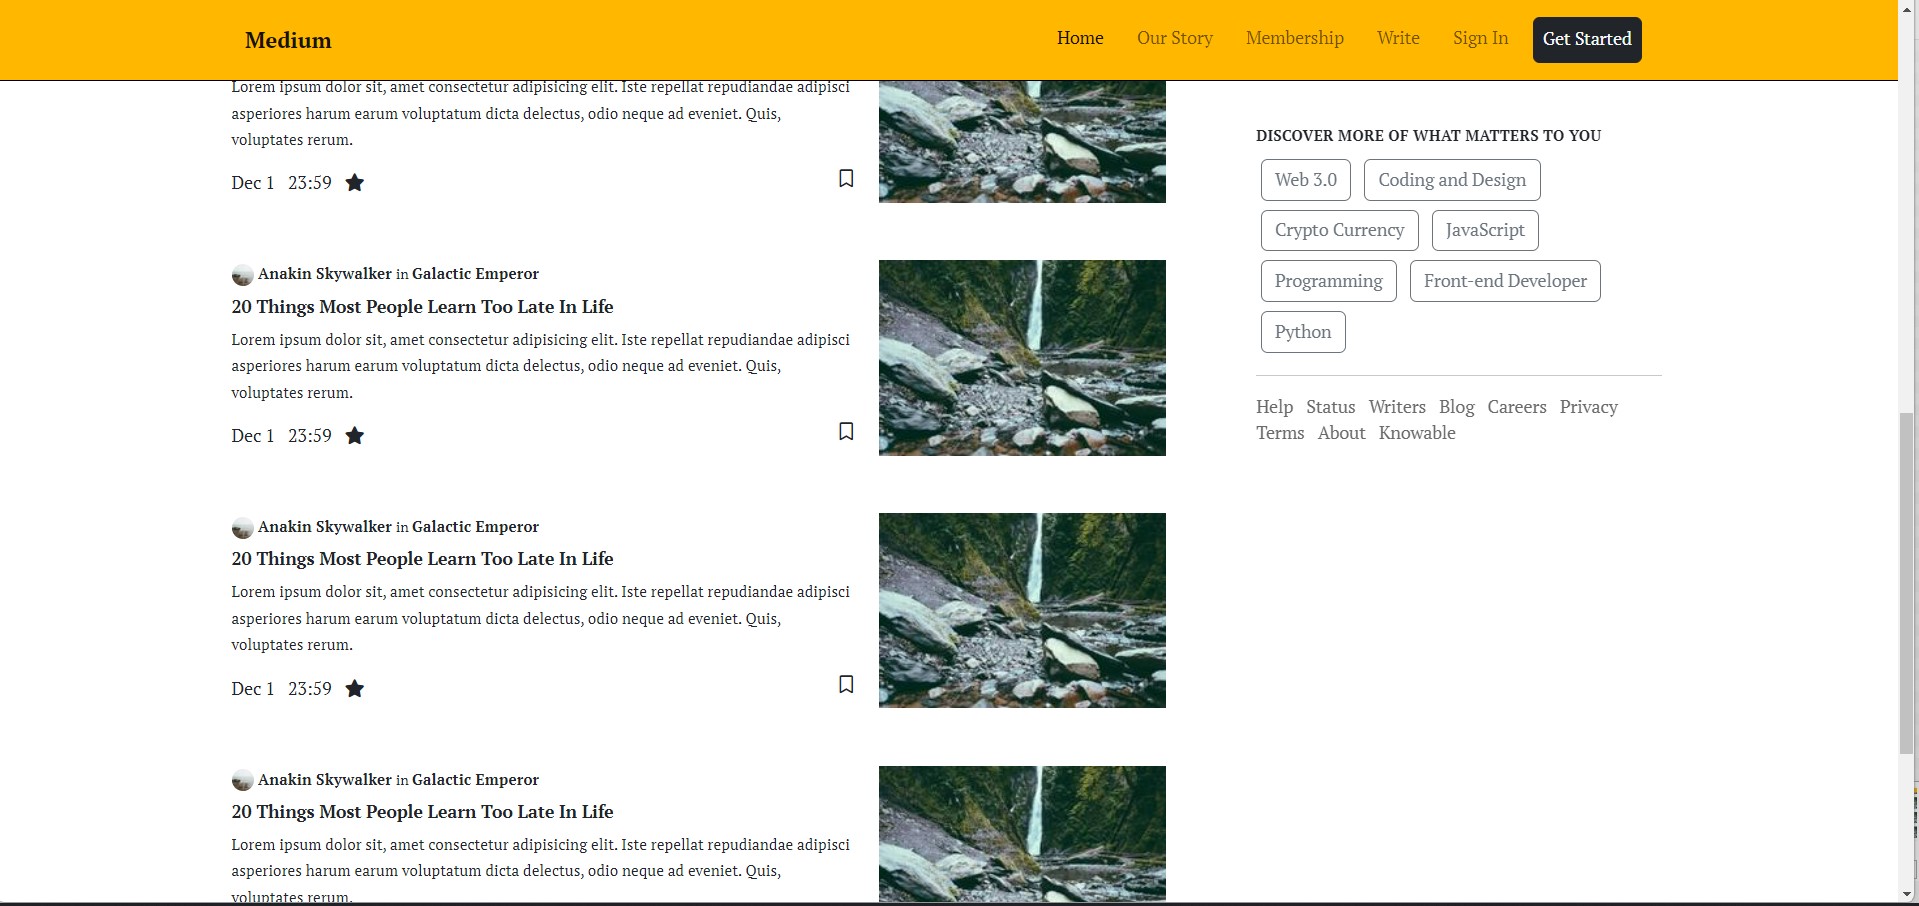 Medium
Home Our Story Membership Write Sign In Get Started
Lorem ipsum dolor sit, amet consectetur adipisicing elit. Iste repellat repudiandae adipisci
asperiores harum earum voluptatum dicta delectus, odio neque ad eveniet. Quis,
voluptates rerum.
Dec 1 23:59
Anakin Skywalker in Galactic Emperor
20 Things Most People Learn Too Late In Life
Lorem ipsum dolor sit, amet consectetur adipisicing elit. Iste repellat repudiandae adipisci
asperiores harum earum voluptatum dicta delectus, odio neque ad eveniet. Quis,
voluptates rerum.
Dec 1 23:59
Anakin Skywalker in Galactic Emperor
20 Things Most People Learn Too Late In Life
Lorem ipsum dolor sit, amet consectetur adipisicing elit. Iste repellat repudiandae adipisci
asperiores harum earum voluptatum dicta delectus, odio neque ad eveniet. Quis,
voluptates rerum.
Dec 1 23:59
Anakin Skywalker in Galactic Emperor
20 Things Most People Learn Too Late In Life
Lorem ipsum dolor sit, amet consectetur adipisicing elit. Iste repellat repudiandae adipisci
asperiores harum earum voluptatum dicta delectus, odio neque ad eveniet. Quis,
voluptates rerum.
DISCOVER MORE OF WHAT MATTERS TO YOU
Web 3.0 Coding and Design
Crypto Currency JavaScript
Programming Front-end Developer
Python
Help Status Writers Blog Careers Privacy
Terms About Knowable